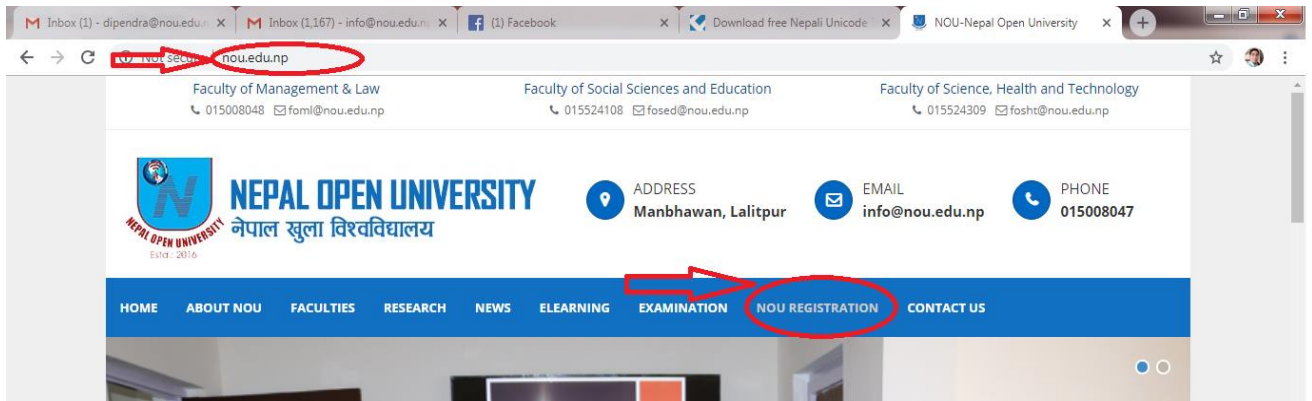 Inbox (1) - dipendra@nou.edu.n
Inbox (1,167) - info@nou.edu.np
(1) Facebook
Download free Nepali Unicode
NOU-Nepal Open University
Not secure nou.edu.np
Faculty of Management & Law
015008048 foml@nou.edu.np
Faculty of Social Sciences and Education
015524108 fosed@nou.edu.np
Faculty of Science, Health and Technology
015524309 fosht@nou.edu.np
NEPAL OPEN UNIVERSITY
नेपाल खुला विश्वविद्यालय
NEPAL OPEN UNIVERSITY
Estd.: 2016
ADDRESS
Manbhawan, Lalitpur
EMAIL
info@nou.edu.np
PHONE
015008047
HOME ABOUT NOU FACULTIES RESEARCH NEWS ELEARNING EXAMINATION NOU REGISTRATION CONTACT US